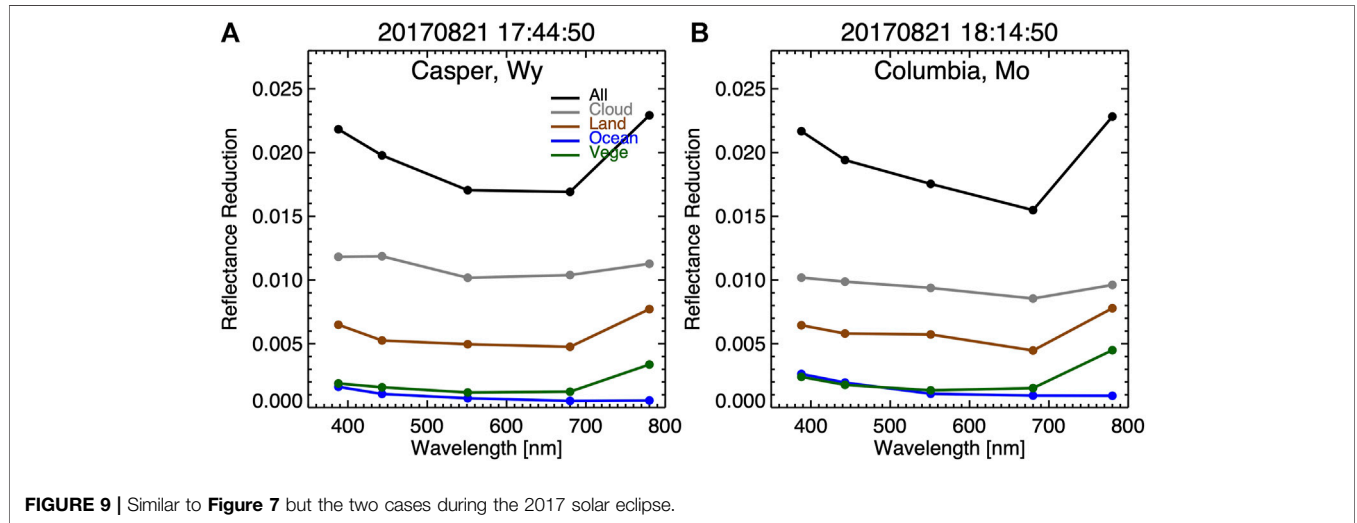 A
20170821 17:44:50
Casper, Wy
All
Cloud
Land
Ocean
Vege
Reflectance Reduction
0.025
0.020
0.015
0.010
0.005
0.000
400 500 600 700 800
Wavelength [nm]
B
20170821 18:14:50
Columbia, Mo
Reflectance Reduction
0.025
0.020
0.015
0.010
0.005
0.000
400 500 600 700 800
Wavelength [nm]
FIGURE 9 | Similar to Figure 7 but the two cases during the 2017 solar eclipse.